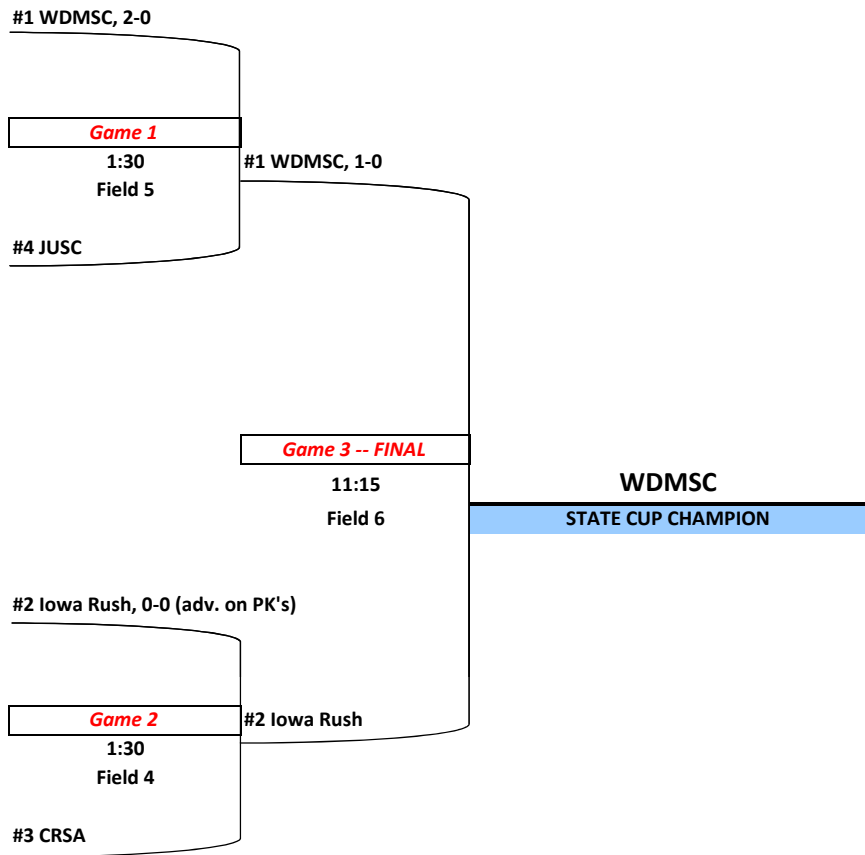 #1 WDMSC, 2-0
Game 1
1:30
#1 WDMSC, 1-0
Field 5
#4 JUSC
Game 3 -- FINAL
11:15
WDMSC
Field 6
STATE CUP CHAMPION
#2 Iowa Rush, 0-0 (adv. on PK's)
Game 2
#2 Iowa Rush
1:30
Field 4
#3 CRSA